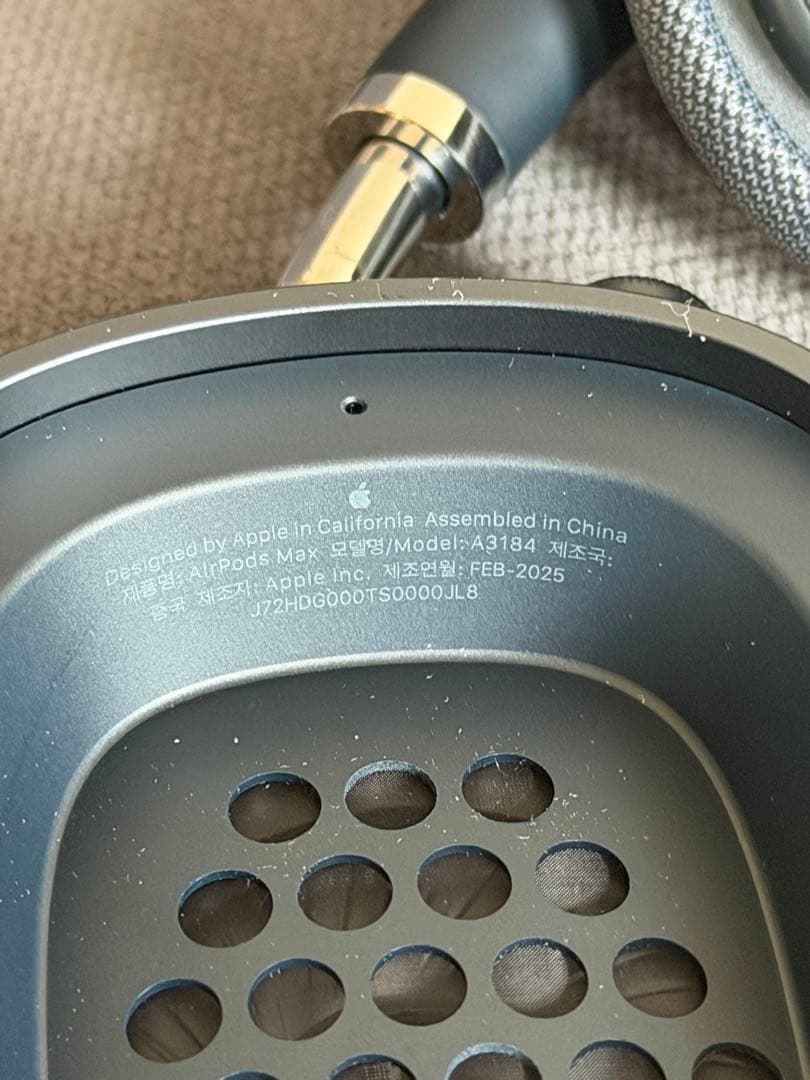 Designed by Apple in California Assembled in China
제품명: AirPods Max 모델명/Model: A3184 제조국:
중국 제조자: Apple Inc. 제조연월: FEB-2025
J72HDG000TS0000JL8